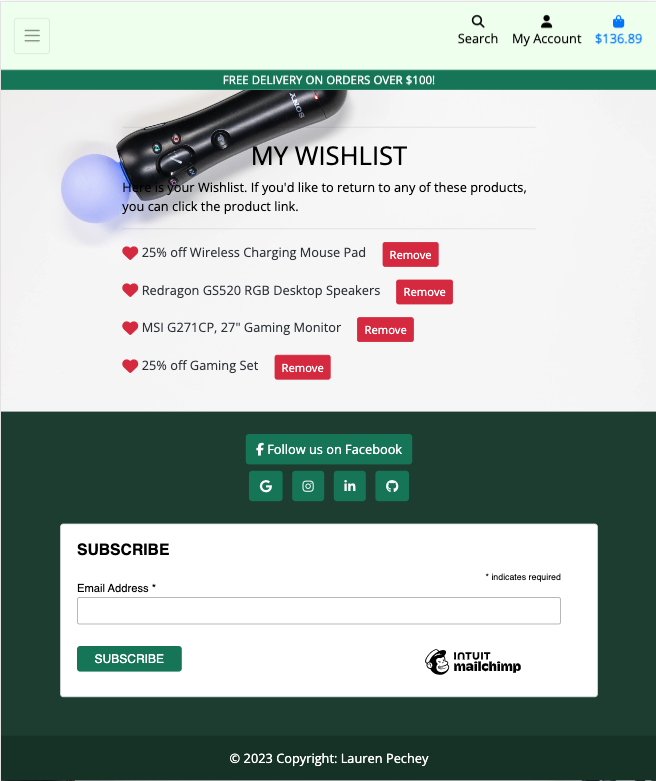 Search
My Account
$136.89
FREE DELIVERY ON ORDERS OVER $100!
SONY
MY WISHLIST
Here is your Wishlist. If you'd like to return to any of these products,
you can click the product link.
25% off Wireless Charging Mouse Pad Remove
Redragon GS520 RGB Desktop Speakers Remove
MSI G271CP, 27" Gaming Monitor Remove
25% off Gaming Set Remove
Follow us on Facebook
SUBSCRIBE
* indicates required
Email Address *
SUBSCRIBE
INTUIT
mailchimp
© 2023 Copyright: Lauren Pechey